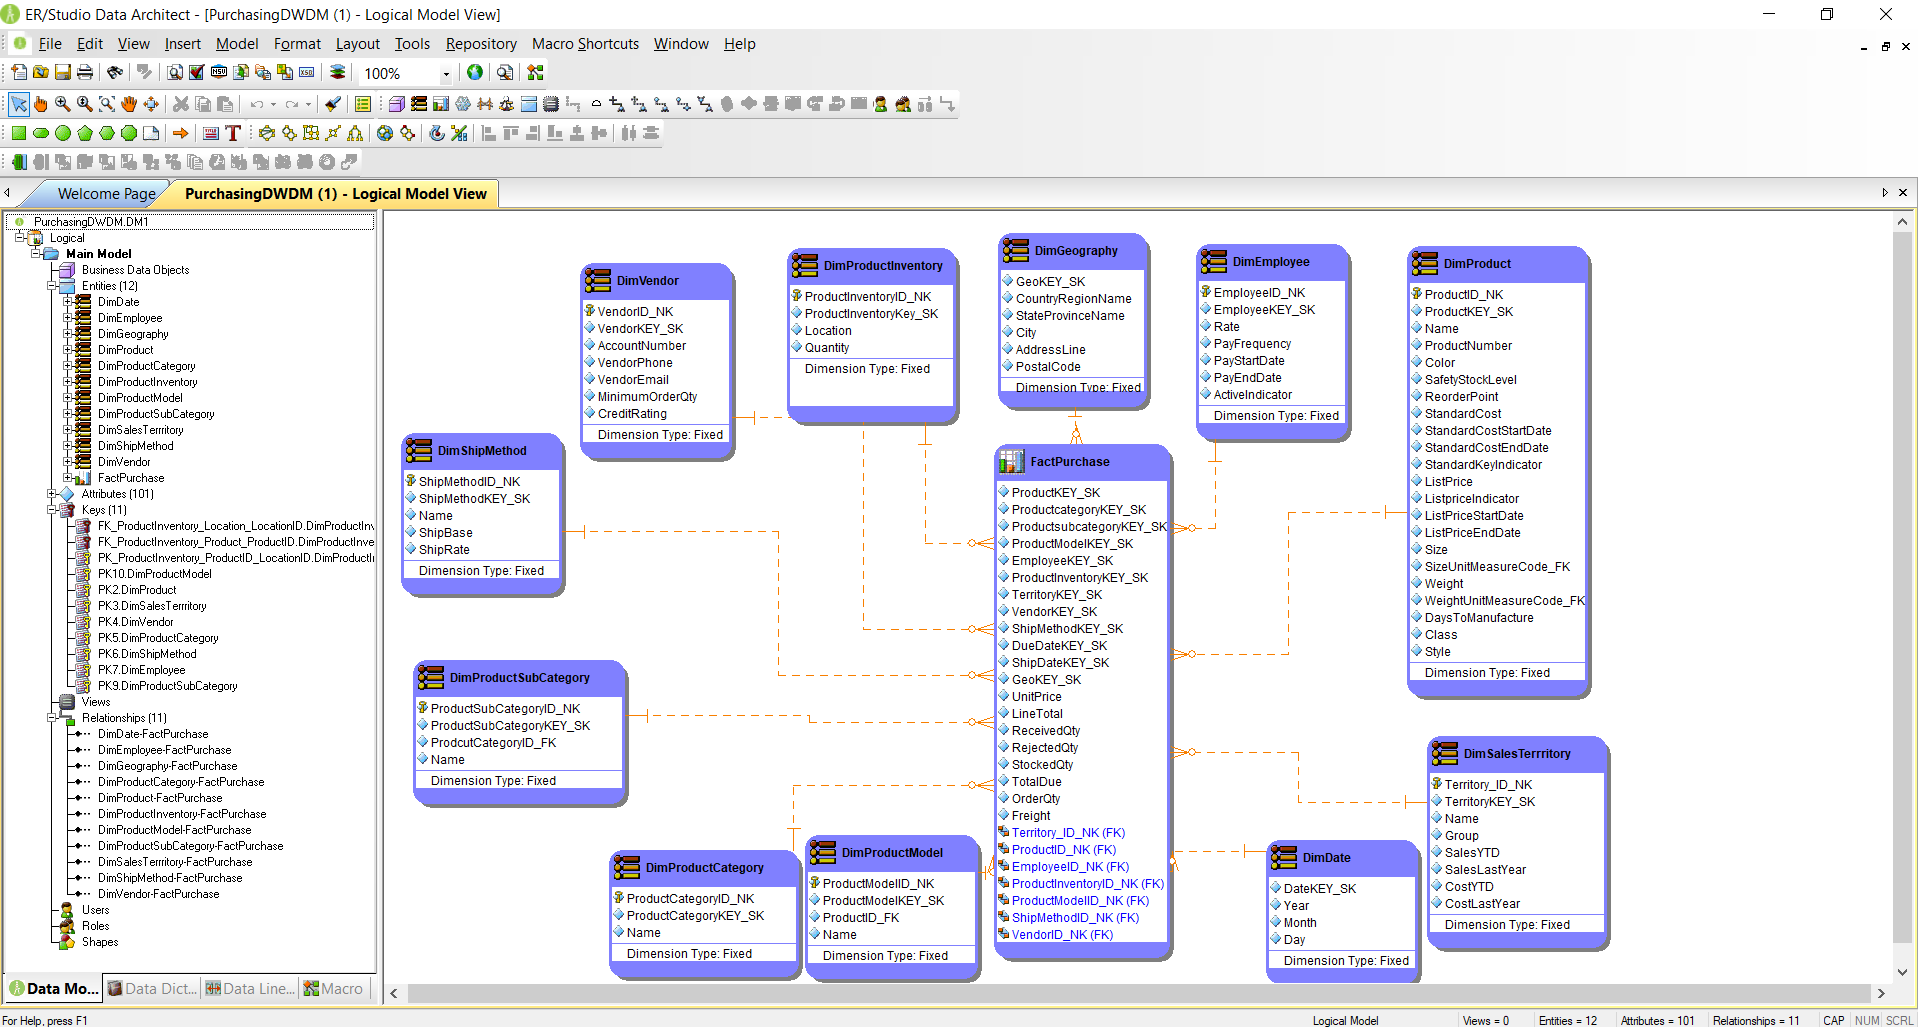 ER/Studio Data Architect - [PurchasingDWDM (1) - Logical Model View]
File Edit View Insert Model Format Layout Tools Repository Macro Shortcuts Window Help
100%
Welcome Page
PurchasingDWDM (1) - Logical Model View
PurchasingDWDM.DM1
Logical
Main Model
Business Data Objects
Entities (12)
DimDate
DimEmployee
DimGeography
DimProduct
DimProductCategory
DimProductInventory
DimProductModel
DimProductSubCategory
DimSalesTerrritory
DimShipMethod
DimVendor
FactPurchase
Attributes (101)
Keys (11)
FK_ProductInventory_Location_LocationID.DimProductInv
FK_ProductInventory_Product_ProductID.DimProductInve
PK_ProductInventory_ProductID_LocationID.DimProductI
PK10.DimProductModel
PK2.DimProduct
PK3.DimSalesTerrritory
PK4.DimVendor
PK5.DimProductCategory
PK6.DimShipMethod
PK7.DimEmployee
PK9.DimProductSubCategory
Views
Relationships (11)
DimDate-FactPurchase
DimEmployee-FactPurchase
DimGeography-FactPurchase
DimProductCategory-FactPurchase
DimProduct-FactPurchase
DimProductInventory-FactPurchase
DimProductModel-FactPurchase
DimProductSubCategory-FactPurchase
DimSalesTerrritory-FactPurchase
DimShipMethod-FactPurchase
DimVendor-FactPurchase
Users
Roles
Shapes
Data Mo...
Data Dict...
Data Line...
Macro
DimVendor
VendorID_NK
VendorKEY_SK
AccountNumber
VendorPhone
VendorEmail
MinimumOrderQty
CreditRating
Dimension Type: Fixed
DimProductInventory
ProductInventoryID_NK
ProductInventoryKey_SK
Location
Quantity
Dimension Type: Fixed
DimGeography
GeoKEY_SK
CountryRegionName
StateProvinceName
City
AddressLine
PostalCode
Dimension Type: Fixed
DimEmployee
EmployeeID_NK
EmployeeKEY_SK
Rate
PayFrequency
PayStartDate
PayEndDate
ActiveIndicator
Dimension Type: Fixed
DimProduct
ProductID_NK
ProductKEY_SK
Name
ProductNumber
Color
SafetyStockLevel
ReorderPoint
StandardCost
StandardCostStartDate
StandardCostEndDate
StandardKeyIndicator
ListPrice
ListpriceIndicator
ListPriceStartDate
ListPriceEndDate
Size
SizeUnitMeasureCode_FK
Weight
WeightUnitMeasureCode_FK
DaysToManufacture
Class
Style
Dimension Type: Fixed
DimShipMethod
ShipMethodID_NK
ShipMethodKEY_SK
Name
ShipBase
ShipRate
Dimension Type: Fixed
FactPurchase
ProductKEY_SK
ProductcategoryKEY_SK
ProductsubcategoryKEY_SK
ProductModelKEY_SK
EmployeeKEY_SK
ProductInventoryKEY_SK
TerritoryKEY_SK
VendorKEY_SK
ShipMethodKEY_SK
DueDateKEY_SK
ShipDateKEY_SK
GeoKEY_SK
UnitPrice
LineTotal
ReceivedQty
RejectedQty
StockedQty
TotalDue
OrderQty
Freight
Territory_ID_NK (FK)
ProductID_NK (FK)
EmployeeID_NK (FK)
ProductInventoryID_NK (FK)
ProductModelID_NK (FK)
ShipMethodID_NK (FK)
VendorID_NK (FK)
DimProductSubCategory
ProductSubCategoryID_NK
ProductSubCategoryKEY_SK
ProdcutCategoryID_FK
Name
Dimension Type: Fixed
DimProductCategory
ProductCategoryID_NK
ProductCategoryKEY_SK
Name
Dimension Type: Fixed
DimProductModel
ProductModelID_NK
ProductModelKEY_SK
ProductID_FK
Name
Dimension Type: Fixed
DimSalesTerrritory
Territory_ID_NK
TerritoryKEY_SK
Name
Group
SalesYTD
SalesLastYear
CostYTD
CostLastYear
Dimension Type: Fixed
DimDate
DateKEY_SK
Year
Month
Day
Dimension Type: Fixed
For Help, press F1
Logical Model
Views = 0
Entities = 12
Attributes = 101
Relationships = 11
CAP NUM SCRL